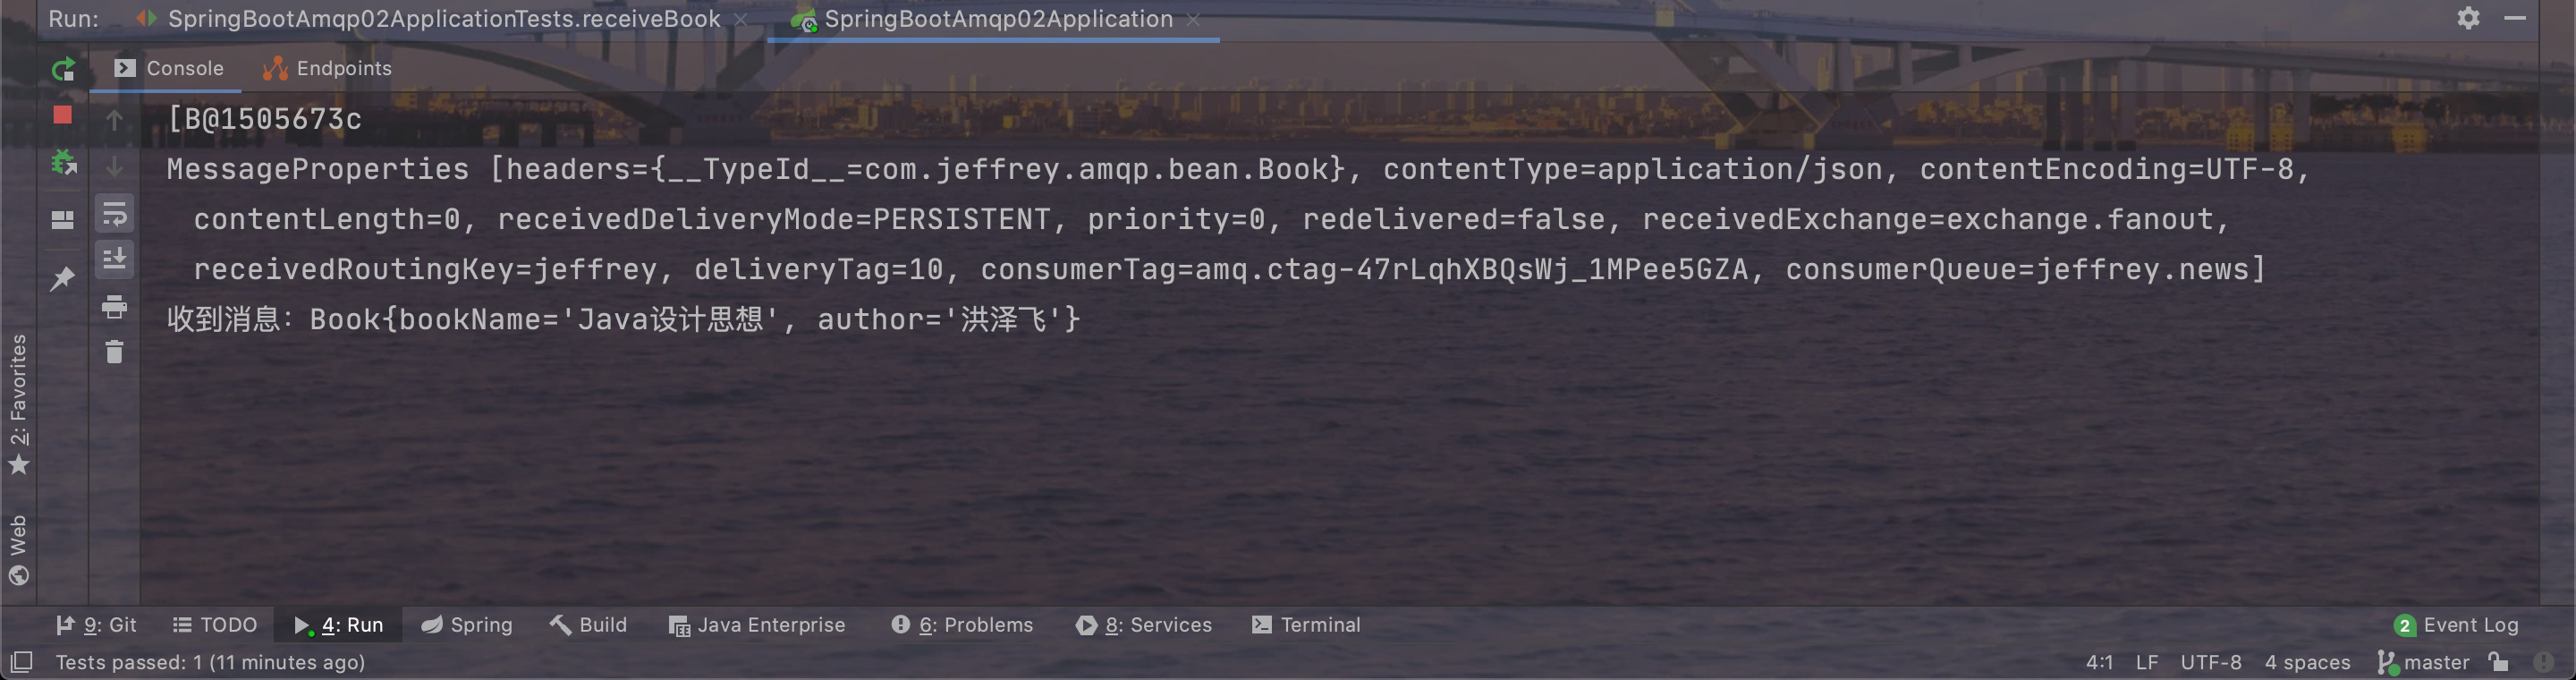 Run: SpringBootAmqp02ApplicationTests.receiveBook SpringBootAmqp02Application
Console Endpoints
[B@1505673c
MessageProperties [headers={__TypeId__=com.jeffrey.amqp.bean.Book}, contentType=application/json, contentEncoding=UTF-8,
contentLength=0, receivedDeliveryMode=PERSISTENT, priority=0, redelivered=false, receivedExchange=exchange.fanout,
receivedRoutingKey=jeffrey, deliveryTag=10, consumerTag=amq.ctag-47rLqhXBQsWj_1MPee5GZA, consumerQueue=jeffrey.news]
收到消息：Book{bookName='Java设计思想', author='洪泽飞'}
2: Favorites
Web
9: Git TODO 4: Run Spring Build Java Enterprise 6: Problems 8: Services Terminal 2 Event Log
Tests passed: 1 (11 minutes ago) 4:1 LF UTF-8 4 spaces master